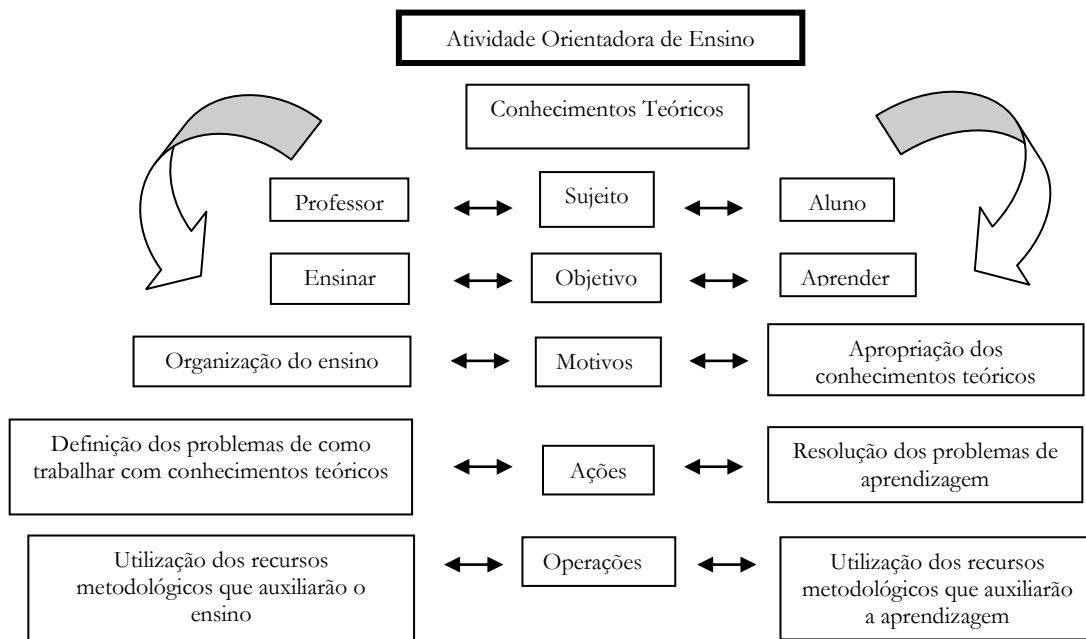 Atividade Orientadora de Ensino
Conhecimentos Teóricos
Professor
Sujeito
Aluno
Ensinar
Objetivo
Aprender
Organização do ensino
Motivos
Apropriação dos
conhecimentos teóricos
Definição dos problemas de como
trabalhar com conhecimentos teóricos
Ações
Resolução dos problemas de
aprendizagem
Utilização dos recursos
metodológicos que auxiliarão o
ensino
Operações
Utilização dos recursos
metodológicos que auxiliarão
a aprendizagem